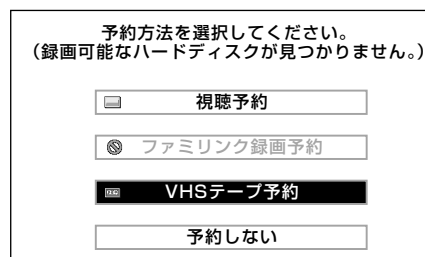 予約方法を選択してください。
（録画可能なハードディスクが見つかりません。）
視聴予約
ファミリンク録画予約
VHSテープ予約
予約しない